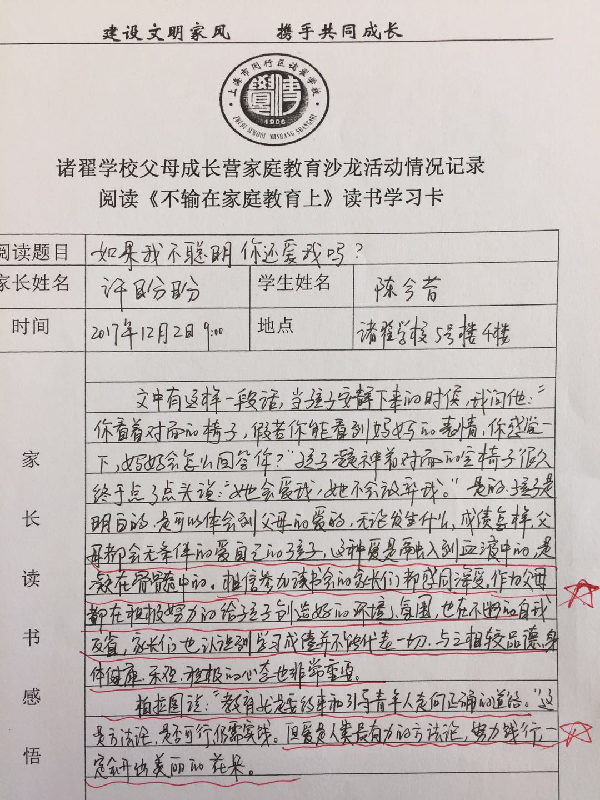 建设文明家风 携手共同成长
上海市闵行区诸翟学校
1906
诸翟学校父母成长营家庭教育沙龙活动情况记录
阅读《不输在家庭教育上》读书学习卡
阅读题目 如果我不聪明你还爱我吗?
家长姓名 许盼盼 学生姓名 陈今昔
时间 2017年12月2日 9:00 地点 诸翟学校5号楼4楼
家长读书感悟
文中有这样一段话,当孩子安静下来的时候,我问他:"
你看着对面的椅子,假若你能看到妈妈的表情,你感觉一
下,妈妈会怎么回答你?"孩子凝神着对面的空椅子很久
终于点了点头说:"她会爱我,她不会放弃我。"是的,孩子是
明白的,是可以体会到父母的爱的,无论发生什么,成绩怎样,父
母都会无条件的爱自己的孩子,这种爱是融入到血液中的,是
在骨髓中的。相信参加读书会的家长们都感同深受,作为父母
都在积极努力的给孩子创造好的环境,氛围,也在不断的自我
反省,家长们也认识到学习成绩并不能代表一切,与之相较品德,身
体健康,乐观,积极的心态也非常重要。
柏拉图说:"教育就是要约束和引导青年人走向正确的道路。"这
是方法论,是否可行仍需实践。但爱是人类最有力的方法论,努力践行,一
定会开出美丽的花果。